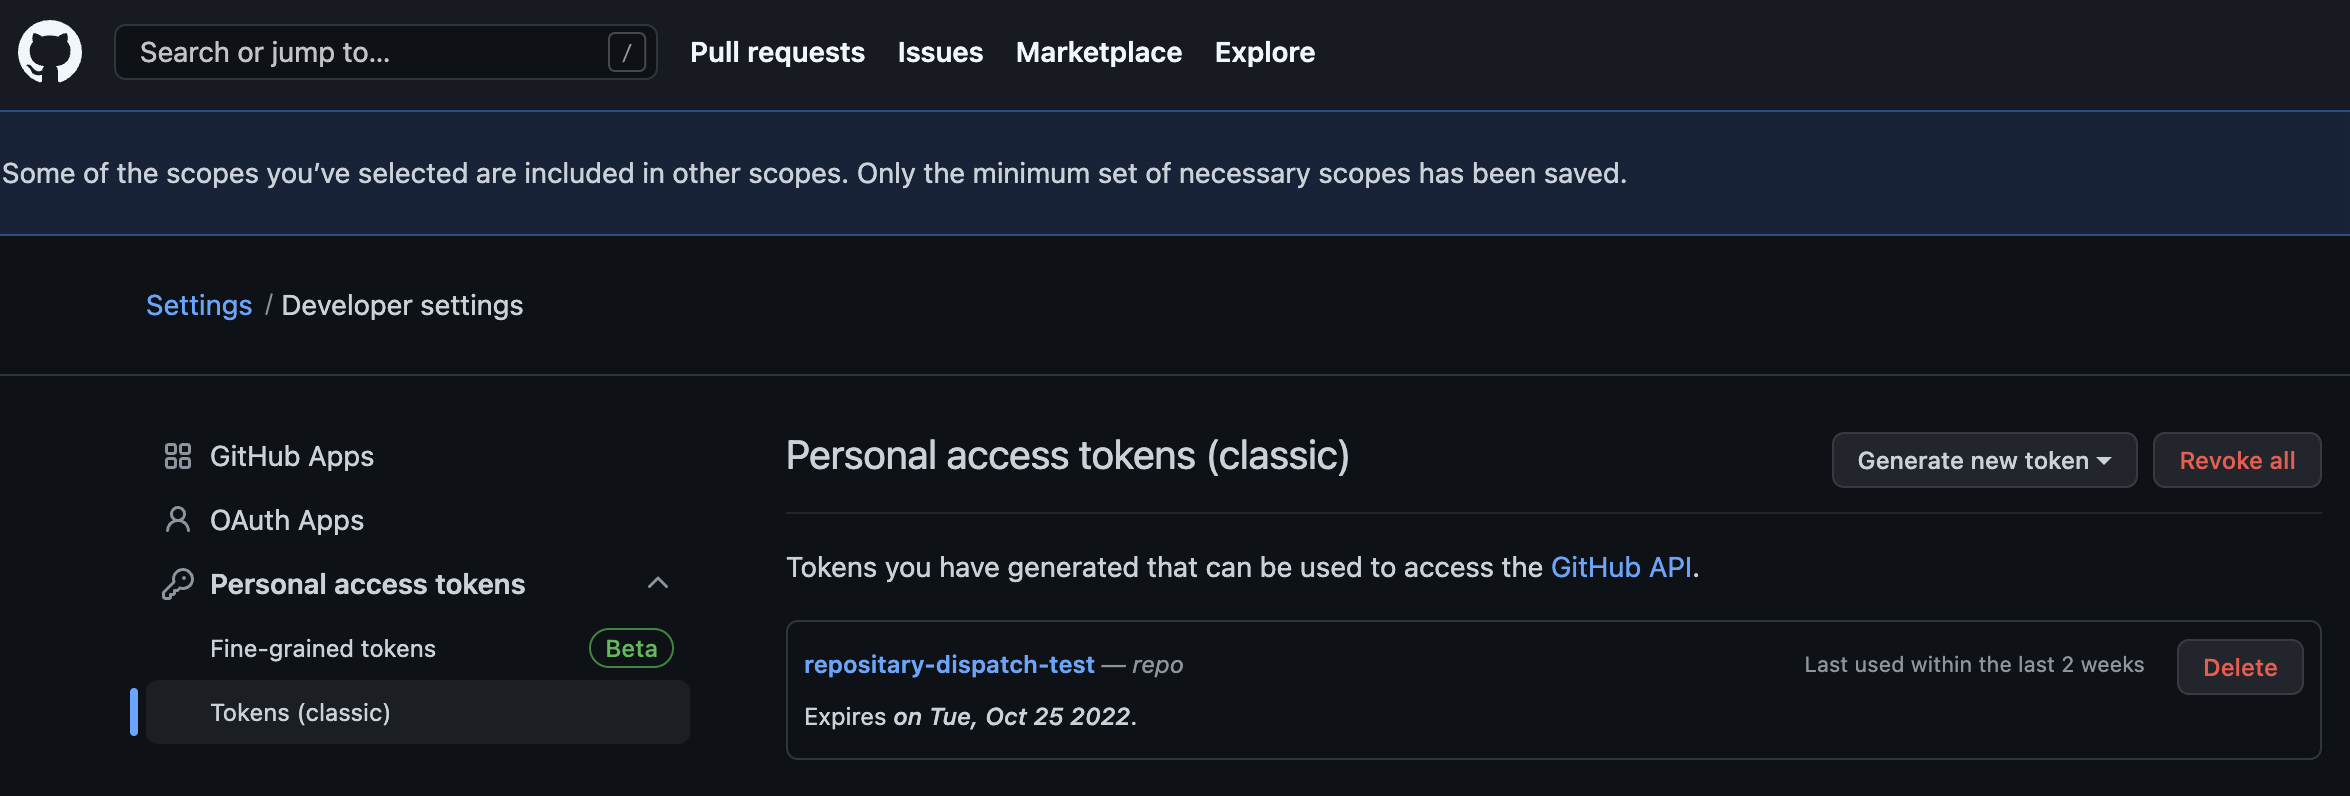 Search or jump to... /
Pull requests Issues Marketplace Explore
Some of the scopes you’ve selected are included in other scopes. Only the minimum set of necessary scopes has been saved.
Settings / Developer settings
GitHub Apps
OAuth Apps
Personal access tokens
Fine-grained tokens Beta
Tokens (classic)
Personal access tokens (classic)
Generate new token Revoke all
Tokens you have generated that can be used to access the GitHub API.
repositary-dispatch-test — repo
Last used within the last 2 weeks Delete
Expires on Tue, Oct 25 2022.